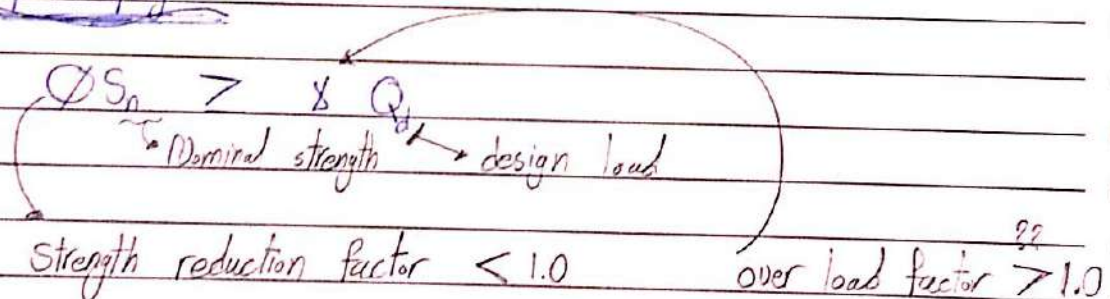 ØSn > γ Qd
Nominal strength design load
??
Strength reduction factor < 1.0 over load factor > 1.0